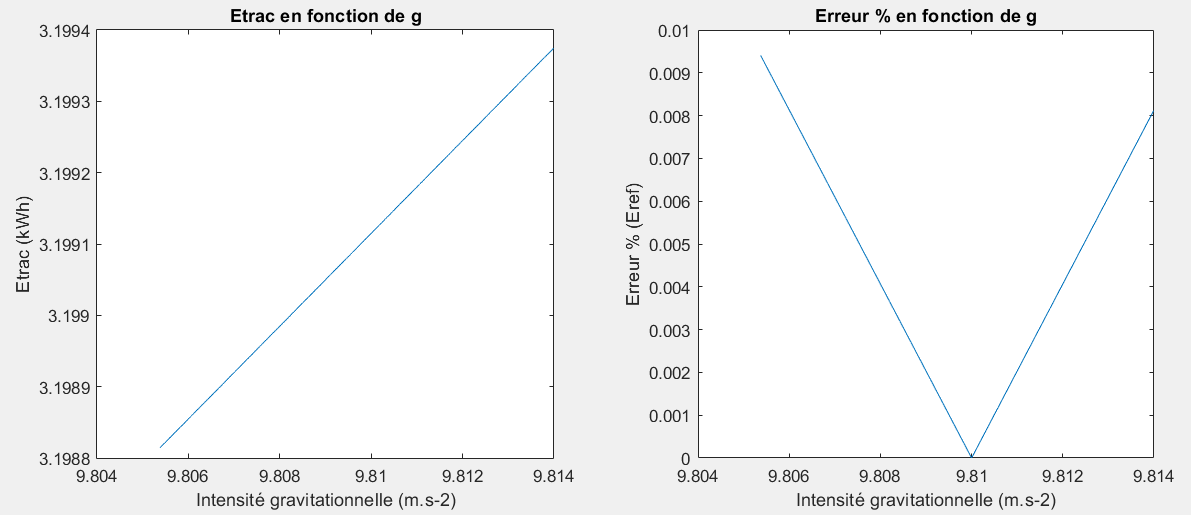 Etrac en fonction de g
3.1994
3.1993
3.1992
3.1991
3.199
3.1989
3.1988
Etrac (kWh)
9.804 9.806 9.808 9.81 9.812 9.814
Intensité gravitationnelle (m.s-2)
Erreur % en fonction de g
0.01
0.009
0.008
0.007
0.006
0.005
0.004
0.003
0.002
0.001
0
Erreur % (Eref)
9.804 9.806 9.808 9.81 9.812 9.814
Intensité gravitationnelle (m.s-2)